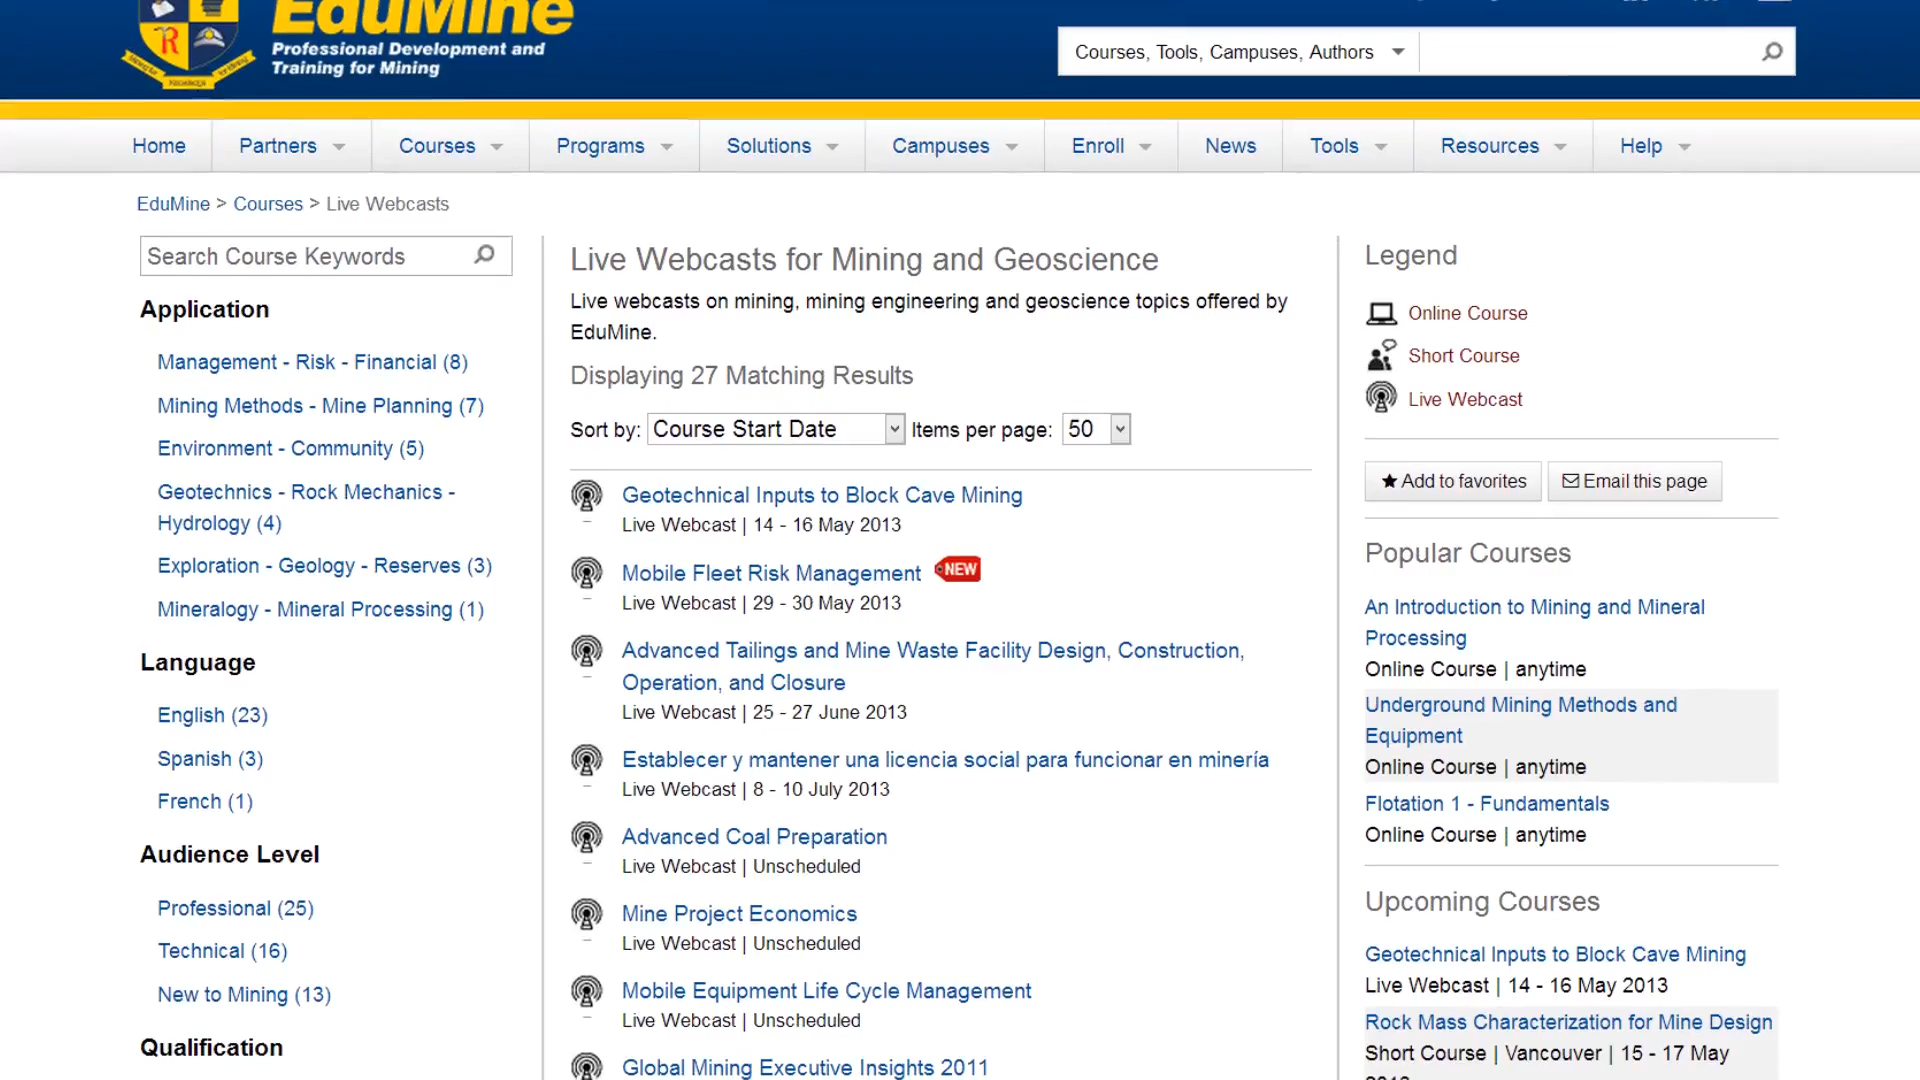 EduMine
Professional Development and
Training for Mining
R
Courses, Tools, Campuses, Authors
Home
Partners
Courses
Programs
Solutions
Campuses
Enroll
News
Tools
Resources
Help
EduMine > Courses > Live Webcasts
Search Course Keywords
Application
Management - Risk - Financial (8)
Mining Methods - Mine Planning (7)
Environment - Community (5)
Geotechnics - Rock Mechanics -
Hydrology (4)
Exploration - Geology - Reserves (3)
Mineralogy - Mineral Processing (1)
Language
English (23)
Spanish (3)
French (1)
Audience Level
Professional (25)
Technical (16)
New to Mining (13)
Qualification
Live Webcasts for Mining and Geoscience
Live webcasts on mining, mining engineering and geoscience topics offered by
EduMine.
Displaying 27 Matching Results
Sort by: Course Start Date Items per page: 50
Geotechnical Inputs to Block Cave Mining
Live Webcast | 14 - 16 May 2013
Mobile Fleet Risk Management NEW
Live Webcast | 29 - 30 May 2013
Advanced Tailings and Mine Waste Facility Design, Construction,
Operation, and Closure
Live Webcast | 25 - 27 June 2013
Establecer y mantener una licencia social para funcionar en minería
Live Webcast | 8 - 10 July 2013
Advanced Coal Preparation
Live Webcast | Unscheduled
Mine Project Economics
Live Webcast | Unscheduled
Mobile Equipment Life Cycle Management
Live Webcast | Unscheduled
Global Mining Executive Insights 2011
Legend
Online Course
Short Course
Live Webcast
Add to favorites
Email this page
Popular Courses
An Introduction to Mining and Mineral
Processing
Online Course | anytime
Underground Mining Methods and
Equipment
Online Course | anytime
Flotation 1 - Fundamentals
Online Course | anytime
Upcoming Courses
Geotechnical Inputs to Block Cave Mining
Live Webcast | 14 - 16 May 2013
Rock Mass Characterization for Mine Design
Short Course | Vancouver | 15 - 17 May